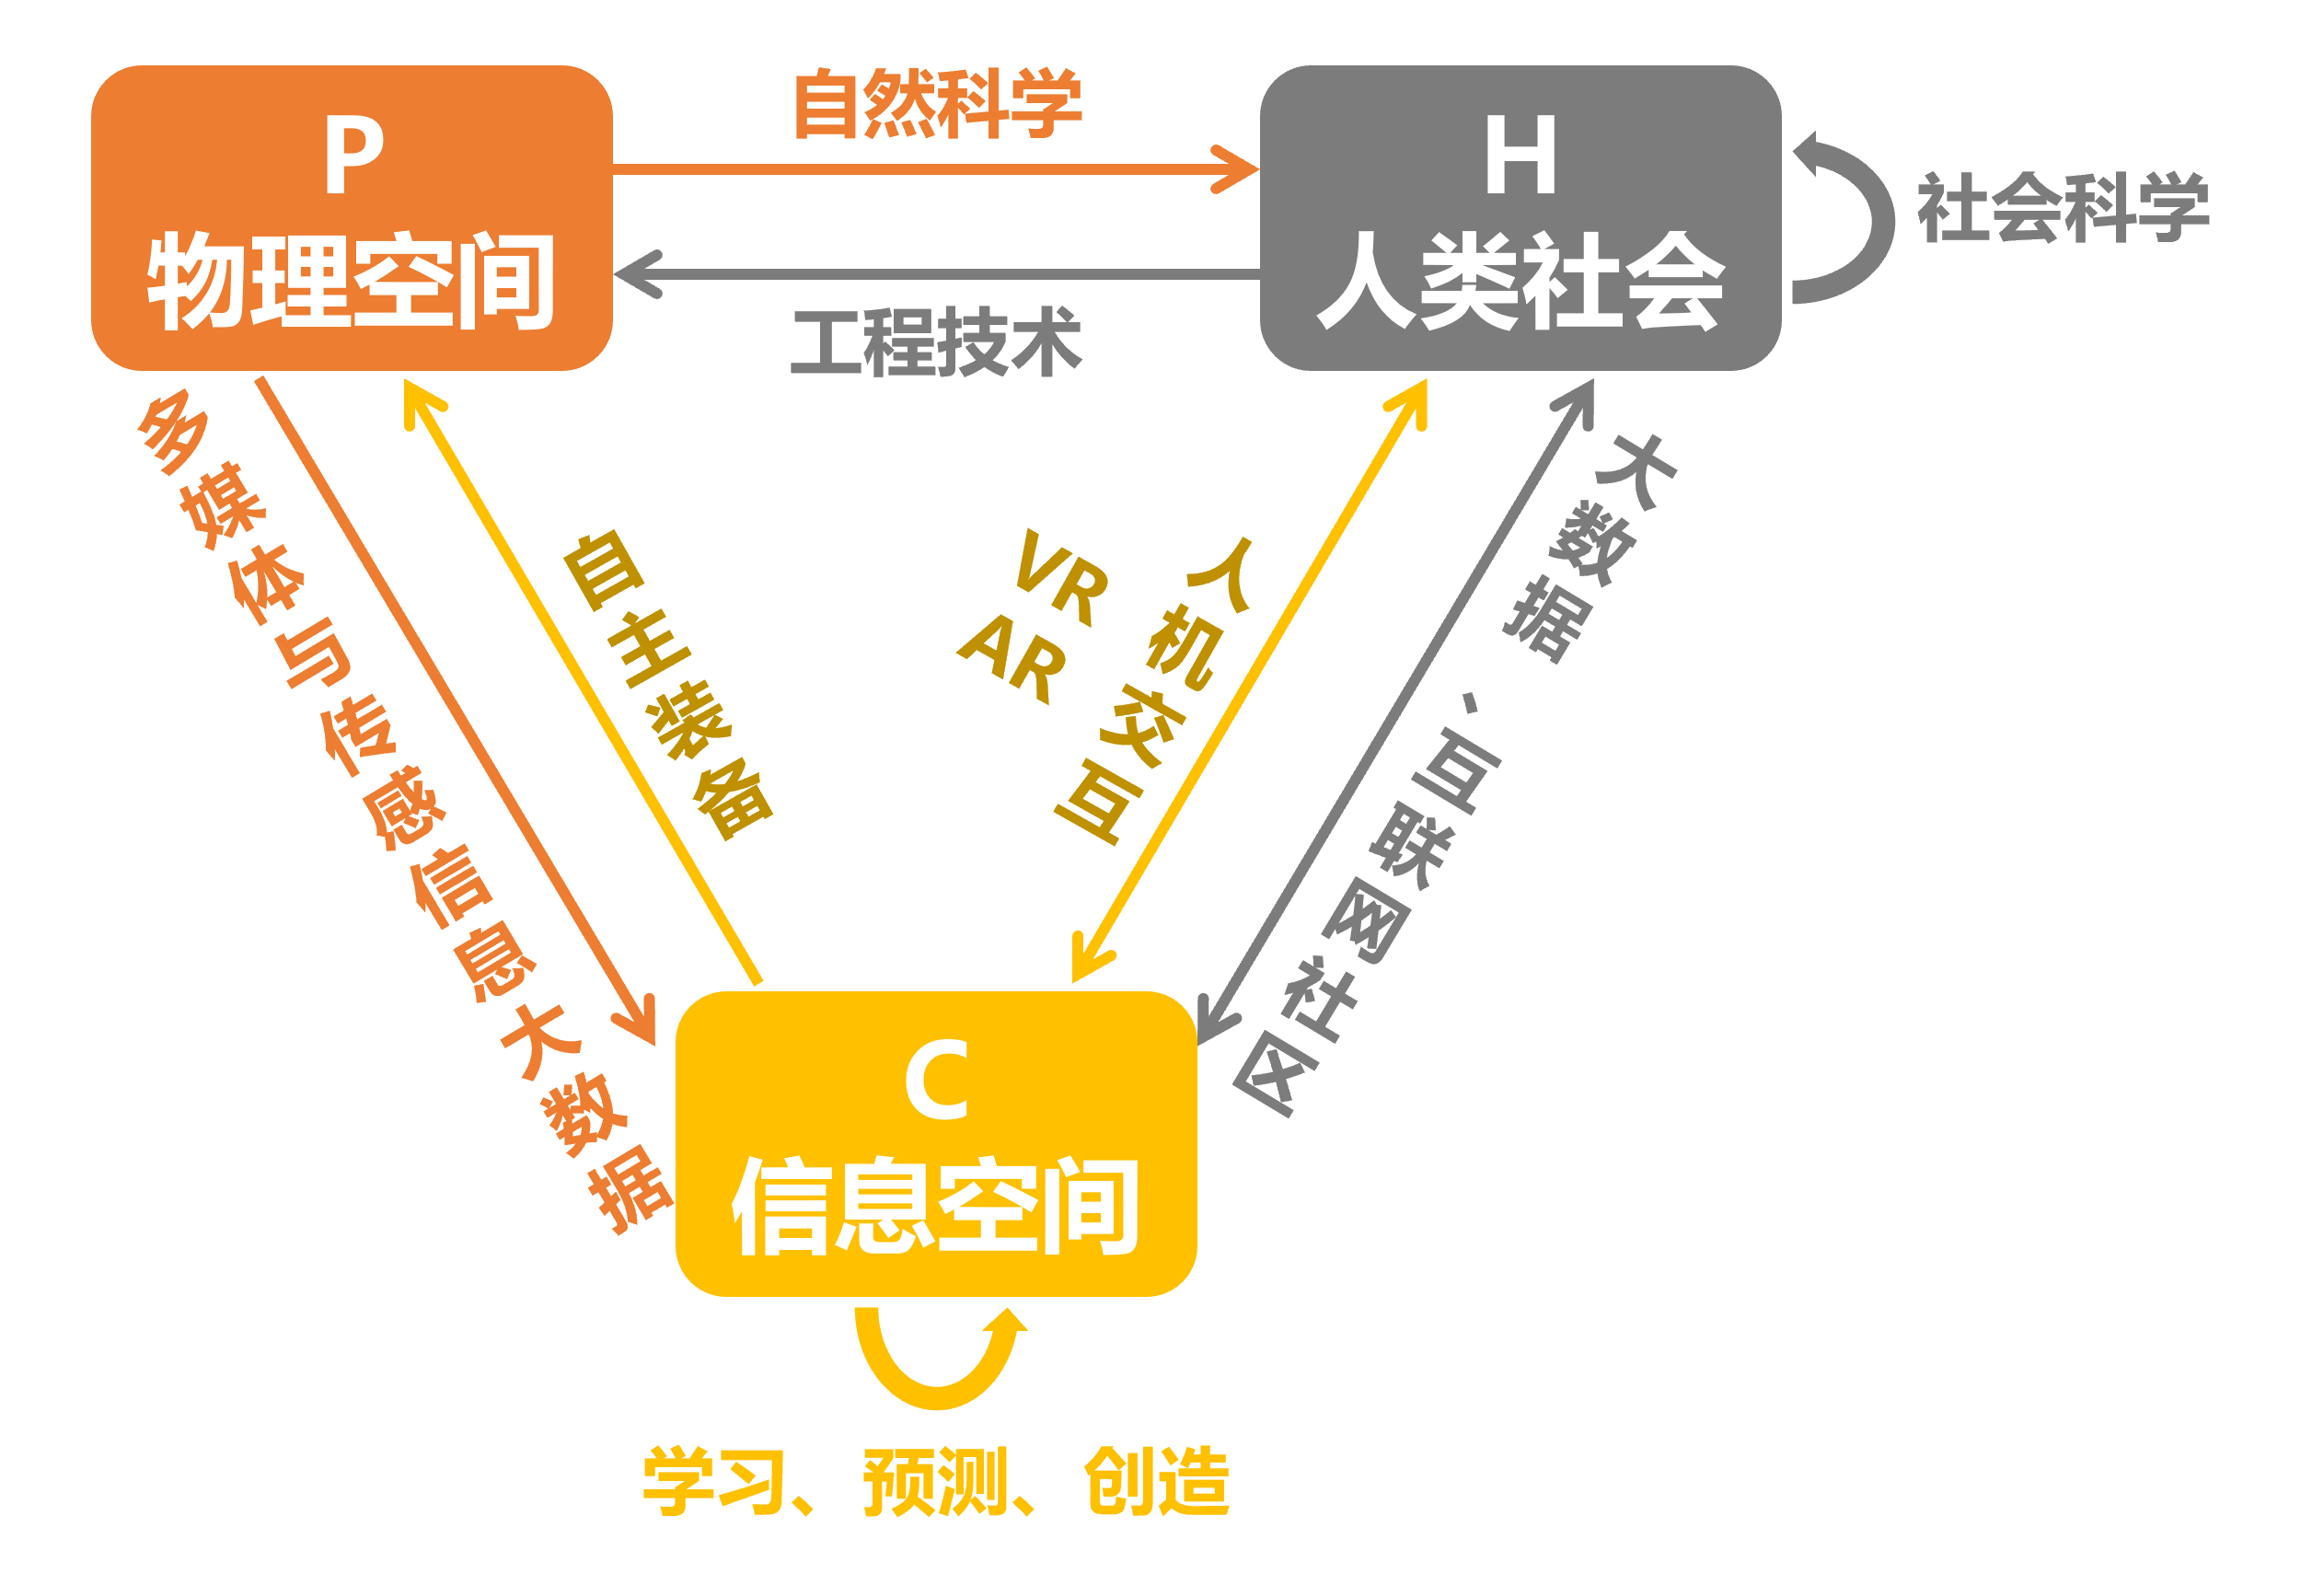 P
物理空间
自然科学
工程技术
H
人类社会
社会科学
多媒体与传感信息大数据
自主装备
VR
AR
人机交互
大数据、互联网社区
C
信息空间
学习、预测、创造